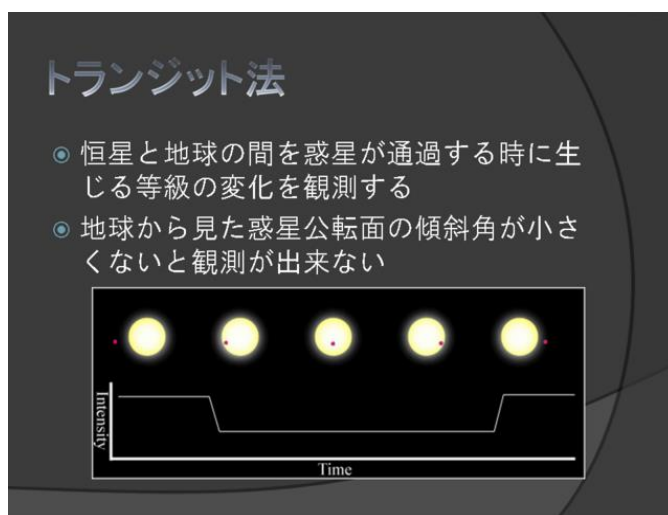 トランジット法
恒星と地球の間を惑星が通過する時に生
じる等級の変化を観測する
地球から見た惑星公転面の傾斜角が小さ
くないと観測が出来ない
Intensity
Time